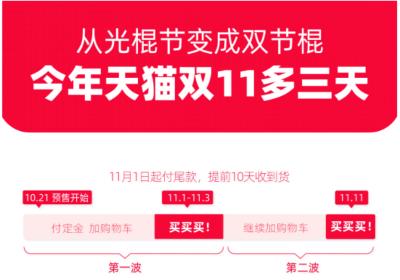 从光棍节变成双节棍
今年天猫双11多三天
11月1日起付尾款，提前10天收到货
10.21 预售开始
11.1-11.3
11.11
付定金 加购物车
买买买！
继续加购物车
买买买！
第一波
第二波